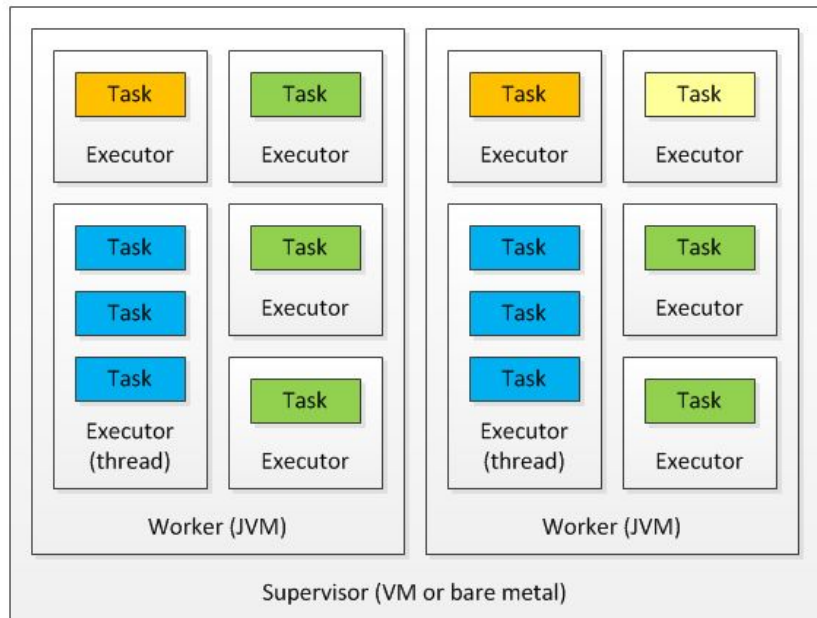 Task
Executor
Task
Executor
Task
Task
Task
Executor
(thread)
Task
Executor
Task
Executor
Worker (JVM)
Task
Executor
Task
Executor
Task
Task
Task
Executor
(thread)
Task
Executor
Task
Executor
Worker (JVM)
Supervisor (VM or bare metal)